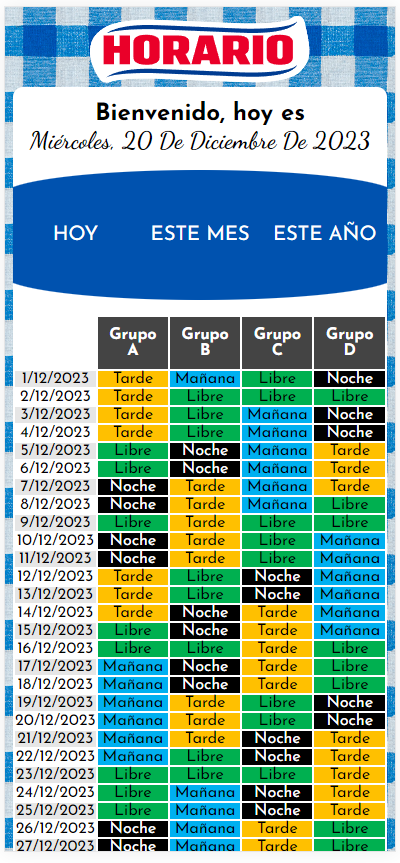 HORARIO
Bienvenido, hoy es
Miércoles, 20 De Diciembre De 2023
HOY ESTE MES ESTE AÑO
Grupo A Grupo B Grupo C Grupo D
1/12/2023 Tarde Mañana Libre Noche
2/12/2023 Tarde Libre Libre Libre
3/12/2023 Tarde Libre Mañana Noche
4/12/2023 Tarde Libre Mañana Noche
5/12/2023 Libre Noche Mañana Tarde
6/12/2023 Libre Noche Mañana Tarde
7/12/2023 Noche Tarde Mañana Tarde
8/12/2023 Noche Tarde Mañana Libre
9/12/2023 Libre Tarde Libre Libre
10/12/2023 Noche Tarde Libre Mañana
11/12/2023 Noche Tarde Libre Mañana
12/12/2023 Tarde Libre Noche Mañana
13/12/2023 Tarde Libre Noche Mañana
14/12/2023 Tarde Noche Tarde Mañana
15/12/2023 Libre Noche Tarde Mañana
16/12/2023 Libre Libre Tarde Libre
17/12/2023 Mañana Noche Tarde Libre
18/12/2023 Mañana Noche Tarde Libre
19/12/2023 Mañana Tarde Libre Noche
20/12/2023 Mañana Tarde Libre Noche
21/12/2023 Mañana Tarde Noche Tarde
22/12/2023 Mañana Libre Noche Tarde
23/12/2023 Libre Libre Libre Tarde
24/12/2023 Libre Mañana Noche Tarde
25/12/2023 Libre Mañana Noche Tarde
26/12/2023 Noche Mañana Tarde Libre
27/12/2023 Noche Mañana Tarde Libre